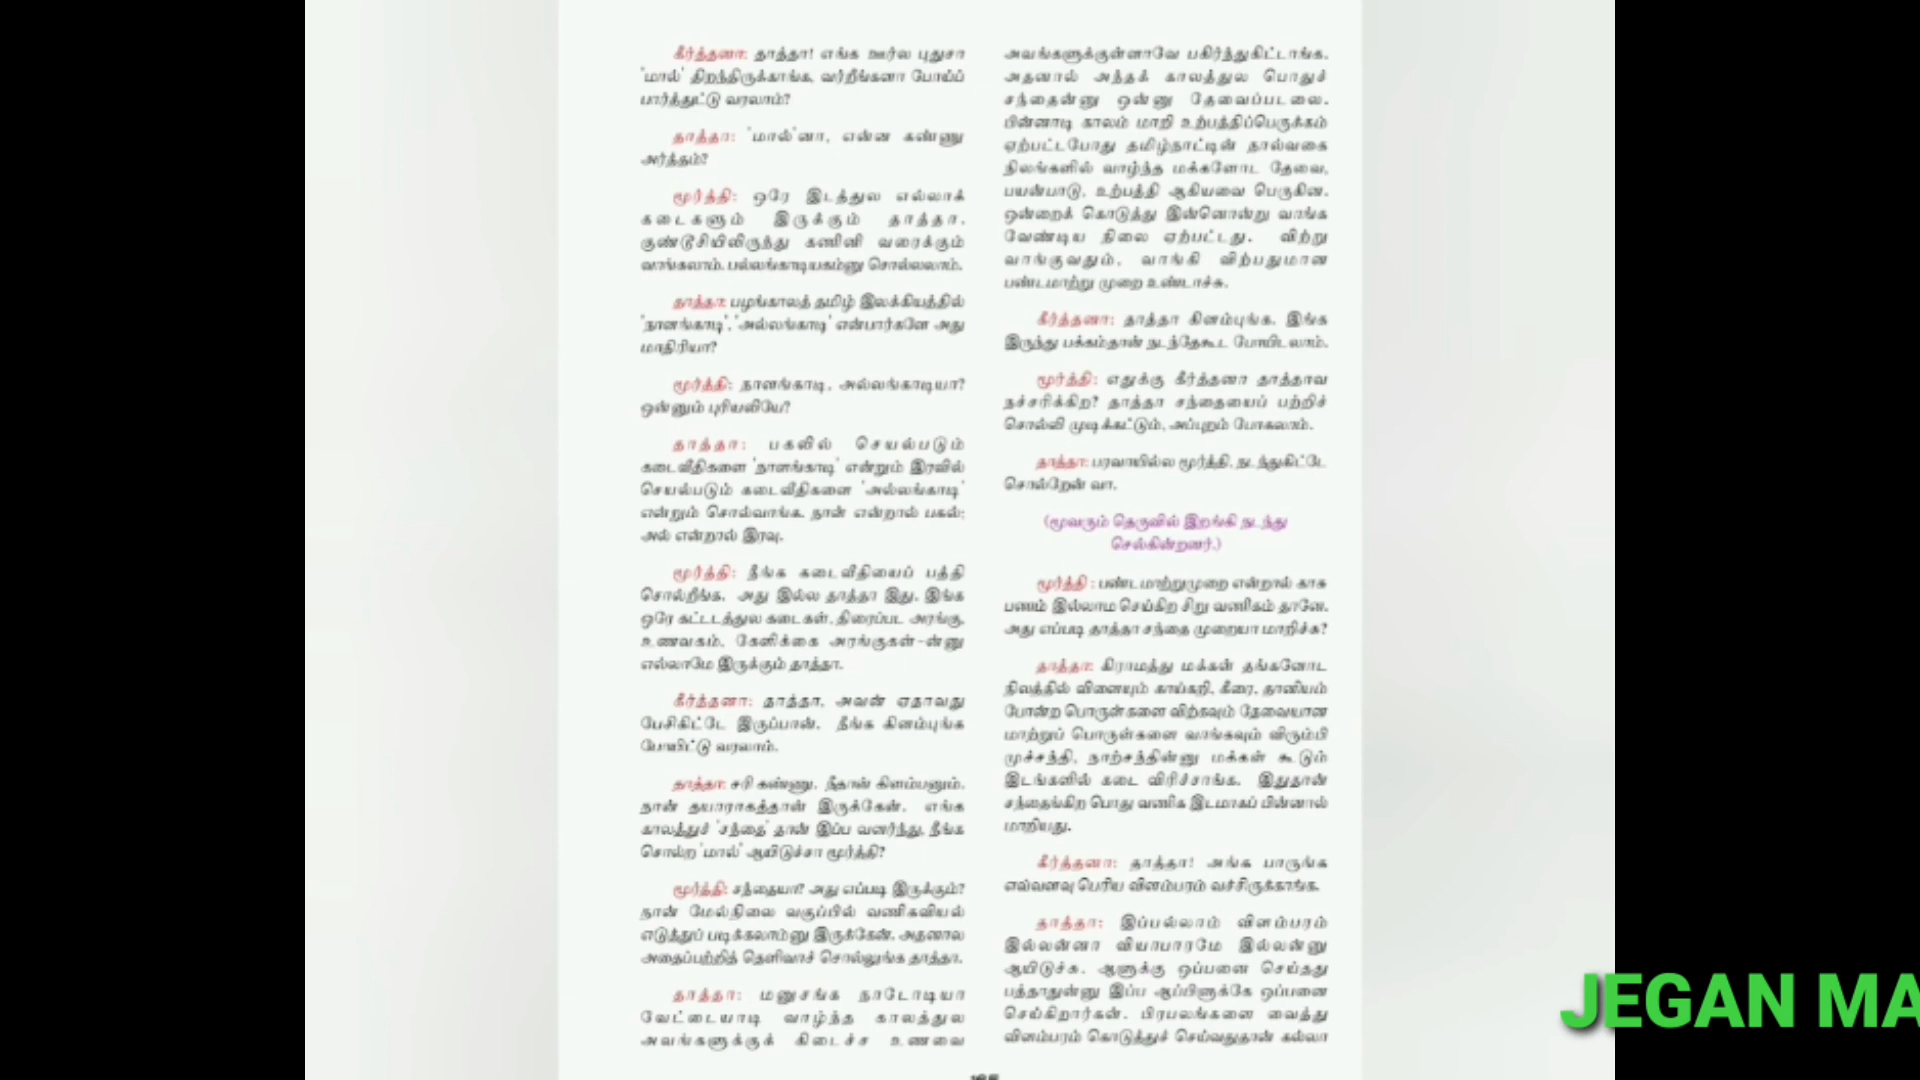 கீர்த்தனா: தாத்தா! எங்க ஊர்ல புதுசா
'மால்' திறந்திருக்காங்க, வர்றீங்களா போய்ப்
பார்த்துட்டு வரலாம்?
தாத்தா: 'மால்'னா, என்ன கண்ணு
அர்த்தம்?
மூர்த்தி: ஒரே இடத்துல எல்லாக்
கடைகளும் இருக்கும் தாத்தா.
குண்டூசியிலிருந்து கணினி வரைக்கும்
வாங்கலாம். பல்லங்காடியகம்னு சொல்லலாம்.
தாத்தா: பழங்காலத் தமிழ் இலக்கியத்தில்
'நாளங்காடி', 'அல்லங்காடி' என்பார்களே அது
மாதிரியா?
மூர்த்தி: நாளங்காடி, அல்லங்காடியா?
ஒன்னும் புரியலியே?
தாத்தா: பகலில் செயல்படும்
கடைவீதிகளை 'நாளங்காடி' என்றும் இரவில்
செயல்படும் கடைவீதிகளை 'அல்லங்காடி'
என்றும் சொல்வாங்க. நாள் என்றால் பகல்;
அல் என்றால் இரவு.
மூர்த்தி: நீங்க கடைவீதியைப் பத்தி
சொல்றீங்க. அது இல்ல தாத்தா இது. இங்க
ஒரே கட்டடத்துல கடைகள், திரைப்பட அரங்கு,
உணவகம், கேளிக்கை அரங்குகள்-ன்னு
எல்லாமே இருக்கும் தாத்தா.
கீர்த்தனா: தாத்தா, அவன் ஏதாவது
பேசிகிட்டே இருப்பான். நீங்க கிளம்புங்க
போயிட்டு வரலாம்.
தாத்தா: சரி கண்ணு, நீதான் கிளம்பனும்.
நான் தயாராகத்தான் இருக்கேன். எங்க
காலத்துச் 'சந்தை' தான் இப்ப வளர்ந்து, நீங்க
சொல்ற 'மால்' ஆயிடுச்சா மூர்த்தி?
மூர்த்தி: சந்தையா? அது எப்படி இருக்கும்?
நான் மேல்நிலை வகுப்பில் வணிகவியல்
எடுத்துப் படிக்கலாம்னு இருக்கேன். அதனால
அதைப்பற்றித் தெளிவாச் சொல்லுங்க தாத்தா.
தாத்தா: மனுசங்க நாடோடியா
வேட்டையாடி வாழ்ந்த காலத்துல
அவங்களுக்குக் கிடைச்ச உணவை
அவங்களுக்குள்ளாவே பகிர்ந்துகிட்டாங்க.
அதனால் அந்தக் காலத்துல பொதுச்
சந்தைன்னு ஒன்னு தேவைப்படலை.
பின்னாடி காலம் மாறி உற்பத்திப்பெருக்கம்
ஏற்பட்டபோது தமிழ்நாட்டின் நால்வகை
நிலங்களில் வாழ்ந்த மக்களோட தேவை,
பயன்பாடு, உற்பத்தி ஆகியவை பெருகின.
ஒன்றைக் கொடுத்து இன்னொன்று வாங்க
வேண்டிய நிலை ஏற்பட்டது. விற்று
வாங்குவதும், வாங்கி விற்பதுமான
பண்டமாற்று முறை உண்டாச்சு.
கீர்த்தனா: தாத்தா கிளம்புங்க. இங்க
இருந்து பக்கம்தான் நடந்தேகூட போயிடலாம்.
மூர்த்தி: எதுக்கு கீர்த்தனா தாத்தாவ
நச்சரிக்கிற? தாத்தா சந்தையைப் பற்றிச்
சொல்லி முடிக்கட்டும், அப்புறம் போகலாம்.
தாத்தா: பரவாயில்ல மூர்த்தி, நடந்துகிட்டே
சொல்றேன் வா.
(மூவரும் தெருவில் இறங்கி நடந்து
செல்கின்றனர்.)
மூர்த்தி : பண்டமாற்றுமுறை என்றால் காசு
பணம் இல்லாம செய்கிற சிறு வணிகம் தானே.
அது எப்படி தாத்தா சந்தை முறையா மாறிச்சு?
தாத்தா: கிராமத்து மக்கள் தங்களோட
நிலத்தில் விளையும் காய்கறி, கீரை, தானியம்
போன்ற பொருள்களை விற்கவும் தேவையான
மாற்றுப் பொருள்களை வாங்கவும் விரும்பி
முச்சந்தி, நாற்சந்தின்னு மக்கள் கூடும்
இடங்களில் கடை விரிச்சாங்க. இதுதான்
சந்தைங்கிற பொது வணிக இடமாகப் பின்னால்
மாறியது.
கீர்த்தனா: தாத்தா! அங்க பாருங்க
எவ்வளவு பெரிய விளம்பரம் வச்சிருக்காங்க.
தாத்தா: இப்பல்லாம் விளம்பரம்
இல்லன்னா வியாபாரமே இல்லன்னு
ஆயிடுச்சு. ஆளுக்கு ஒப்பனை செய்தது
பத்தாதுன்னு இப்ப ஆப்பிளுக்கே ஒப்பனை
செய்கிறார்கள். பிரபலங்களை வைத்து
விளம்பரம் கொடுத்துச் செய்வதுதான் கல்லா
JEGAN MA